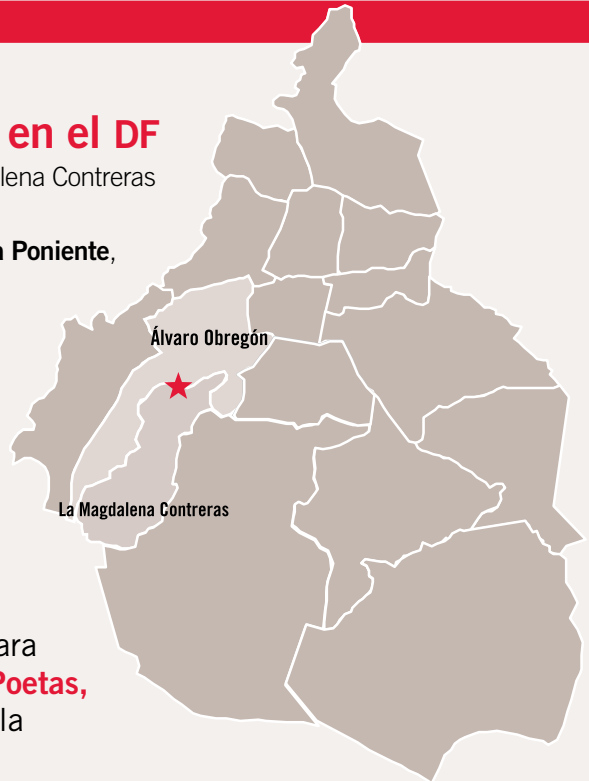 en el DF
lena Contreras
a Poniente,
Álvaro Obregón
La Magdalena Contreras
ara
Poetas,
la